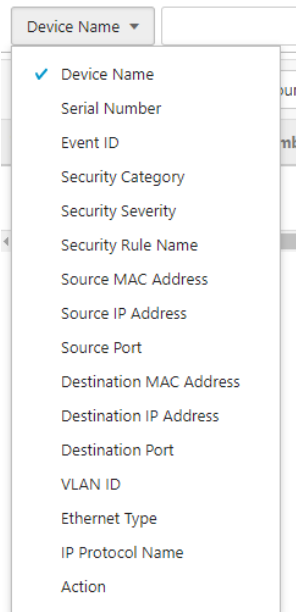 Device Name
Device Name
Serial Number
Event ID
Security Category
Security Severity
Security Rule Name
Source MAC Address
Source IP Address
Source Port
Destination MAC Address
Destination IP Address
Destination Port
VLAN ID
Ethernet Type
IP Protocol Name
Action